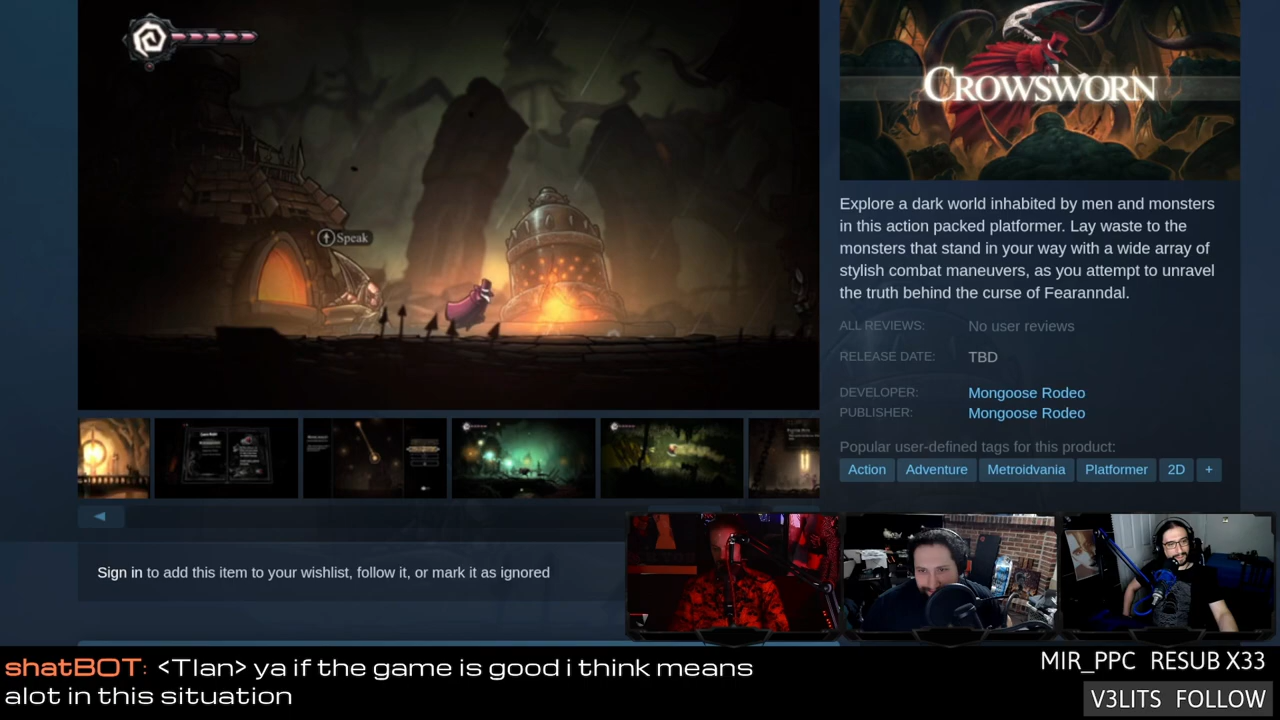 CROWSWORN
Speak
Explore a dark world inhabited by men and monsters
in this action packed platformer. Lay waste to the
monsters that stand in your way with a wide array of
stylish combat maneuvers, as you attempt to unravel
the truth behind the curse of Fearanndal.
ALL REVIEWS: No user reviews
RELEASE DATE: TBD
DEVELOPER: Mongoose Rodeo
PUBLISHER: Mongoose Rodeo
Popular user-defined tags for this product:
Action Adventure Metroidvania Platformer 2D +
Sign in to add this item to your wishlist, follow it, or mark it as ignored
shatBOT: <Tlan> ya if the game is good i think means
alot in this situation
MIR_PPC RESUB X33
V3LITS FOLLOW